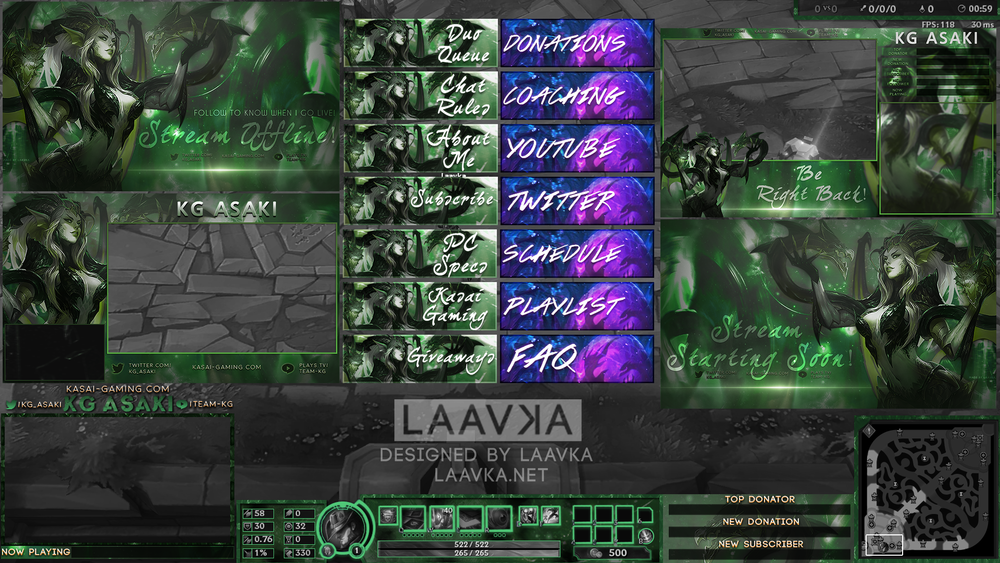 FOLLOW TO KNOW WHEN I GO LIVE!
Stream Offline!
KG ASAKI
TWITTER.COM/
KG_ASAKI
KASAI-GAMING.COM
PLAYS.TV/
TEAM-KG
Duo
Queue
Chat
Rules
About
Me
Laavka
Subscribe
PC
Specs
Kasai
Gaming
Giveaways
DONATIONS
COACHING
YOUTUBE
TWITTER
SCHEDULE
PLAYLIST
FAQ
0/0/0
0
00:59
FPS: 118
30 ms
KG ASAKI
Be
Right Back!
Stream
Starting Soon!
KASAI-GAMING.COM
/KG_ASAKI
KG ASAKI
/TEAM-KG
NOW PLAYING
LAAVKA
DESIGNED BY LAAVKA
LAAVKA.NET
58
0
30
32
0.76
0
1%
330
1
40
522 / 522
265 / 265
500
B
TOP DONATOR
NEW DONATION
NEW SUBSCRIBER